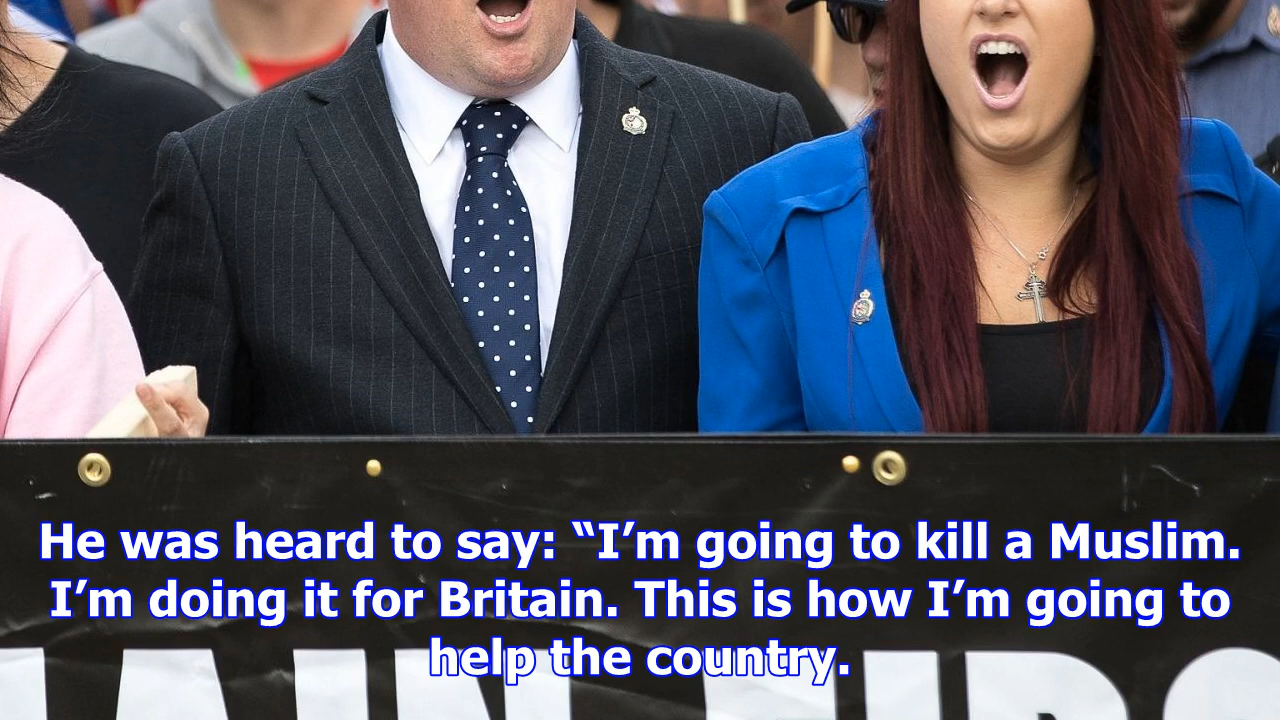 He was heard to say: “I’m going to kill a Muslim.
I’m doing it for Britain. This is how I’m going to
help the country.